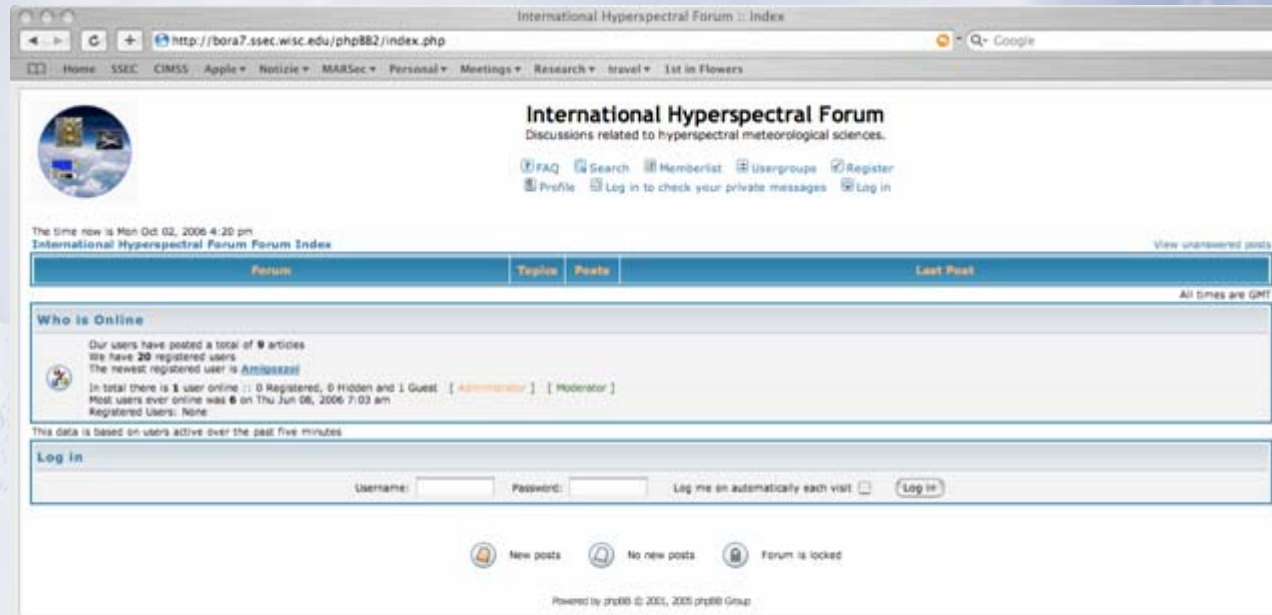 International Hyperspectral Forum :: Index
http://bora7.ssec.wisc.edu/phpBB2/index.php
Google
Home SSEC CIMSS Apple Notizie MARSec Personal Meetings Research travel 1st in Flowers
International Hyperspectral Forum
Discussions related to hyperspectral meteorological sciences.
FAQ Search Memberlist Usergroups Register
Profile Log in to check your private messages Log in
The time now is Mon Oct 02, 2006 4:20 pm
International Hyperspectral Forum Forum Index
View unanswered posts
Forum Topics Posts Last Post
All times are GMT
Who is Online
Our users have posted a total of 9 articles
We have 20 registered users
The newest registered user is
In total there is 1 user online :: 0 Registered, 0 Hidden and 1 Guest [ Administrator ] [ Moderator ]
Most users ever online was 6 on Thu Jun 08, 2006 7:03 am
Registered Users: None
This data is based on users active over the past five minutes
Log in
Username: Password: Log me on automatically each visit Log in
New posts No new posts Forum is locked
Powered by phpBB © 2001, 2005 phpBB Group